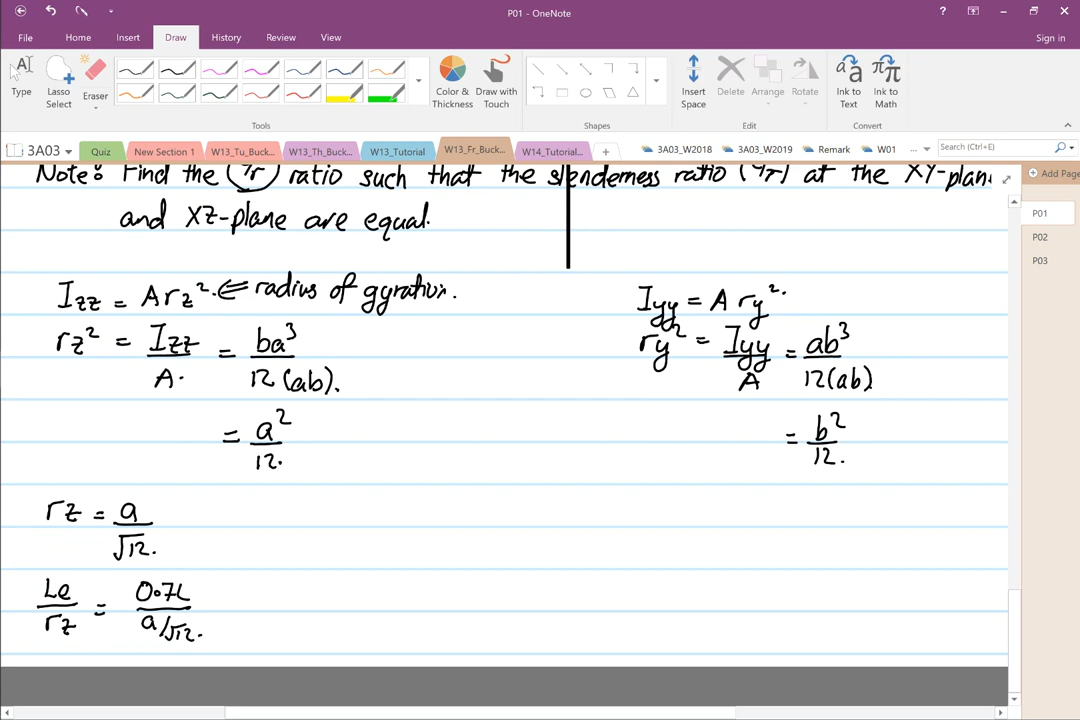 P01 - OneNote
?
Sign in
File Home Insert Draw History Review View
Type
Lasso Select
Eraser
Color & Thickness
Draw with Touch
Insert Space
Delete
Arrange
Rotate
Ink to Text
Ink to Math
Tools
Shapes
Edit
Convert
3A03
Quiz
New Section 1
W13_Tu_Buck...
W13_Th_Buck...
W13_Tutorial
W13_Fr_Buck...
W14_Tutorial...
+
3A03_W2018
3A03_W2019
Remark
W01
...
Search (Ctrl+E)
Add Page
P01
P02
P03
Note: Find the ratio such that the slenderness ratio at the XY-plane
and XZ-plane are equal.
Izz = A rz². ⇐ radius of gyration.
rz² = Izz/A. = ba³/12(ab).
= a²/12.
rz = a/√12.
Le/rz = 0.7L/a/√12.
Iyy = A ry².
ry² = Iyy/A = ab³/12(ab)
= b²/12.